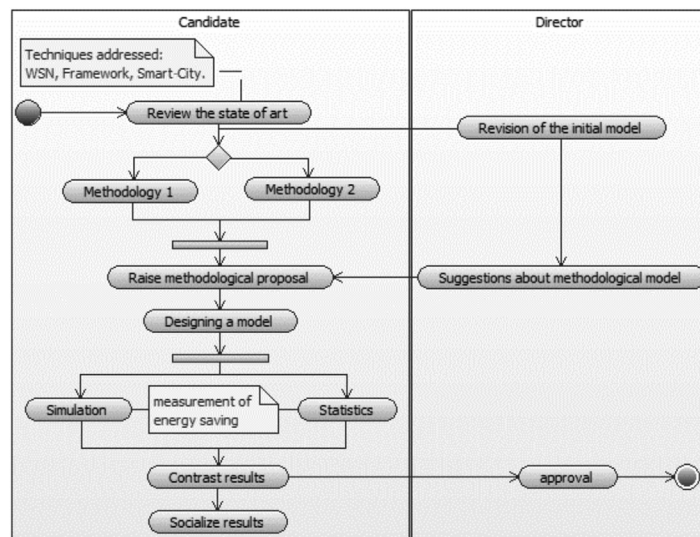 Candidate
Director
Techniques addressed:
WSN, Framework, Smart-City.
Review the state of art
Revision of the initial model
Methodology 1
Methodology 2
Raise methodological proposal
Suggestions about methodological model
Designing a model
Simulation
measurement of
energy saving
Statistics
Contrast results
approval
Socialize results